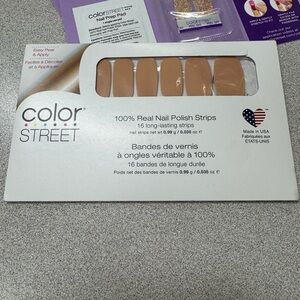 color
STREET
Nail Prep Pad
Easy Peel
& Apply
Faciles à Décoller
et à Appliquer
color
STREET
100% Real Nail Polish Strips
16 long-lasting strips
nail strips net wt 0.99 g / 0.035 oz ℮
Bandes de vernis
à ongles véritable à 100%
16 bandes de longue durée
Poids net des bandes de vernis 0.99 g / 0.035 oz ℮
Made in USA
Fabriquées aux
ÉTATS-UNIS